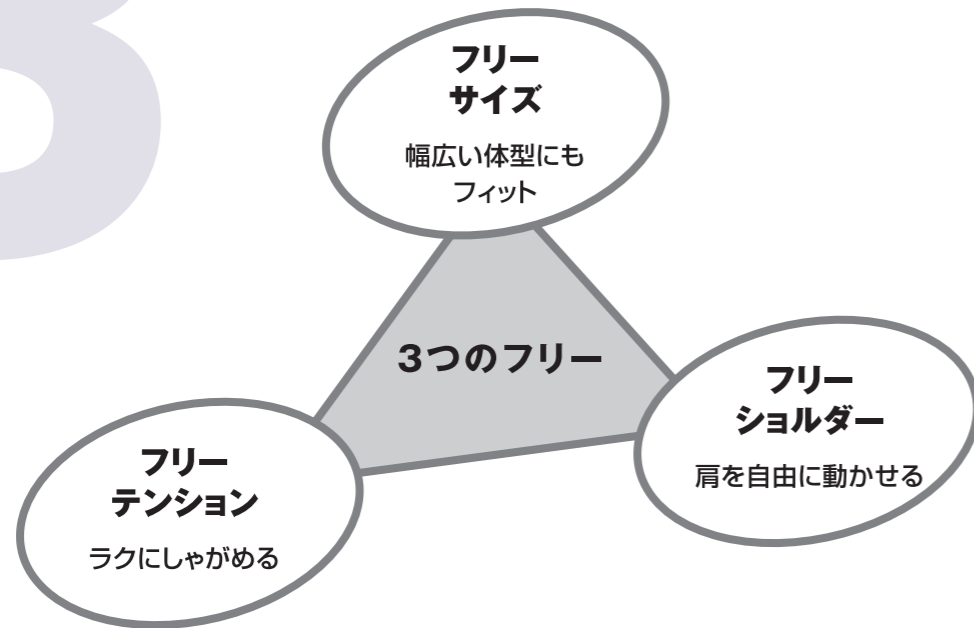 フリー
サイズ
幅広い体型にも
フィット
3つのフリー
フリー
ショルダー
肩を自由に動かせる
フリー
テンション
ラクにしゃがめる